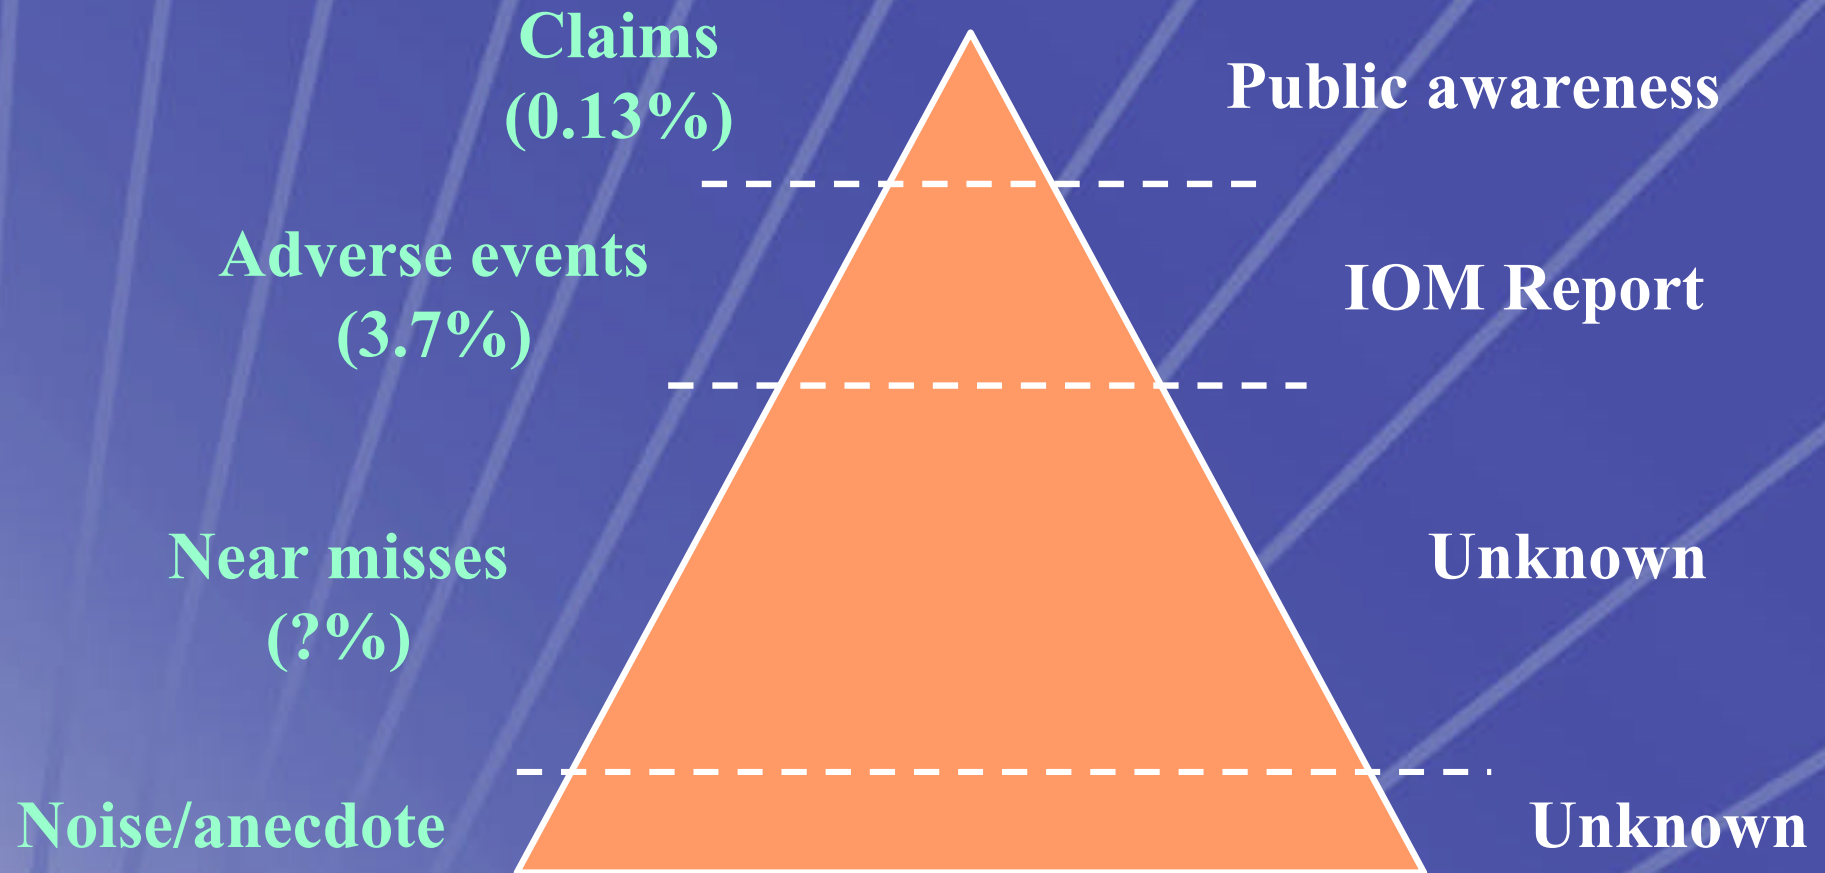 Claims
(0.13%)
Public awareness
Adverse events
(3.7%)
IOM Report
Near misses
(?%)
Unknown
Noise/anecdote
Unknown